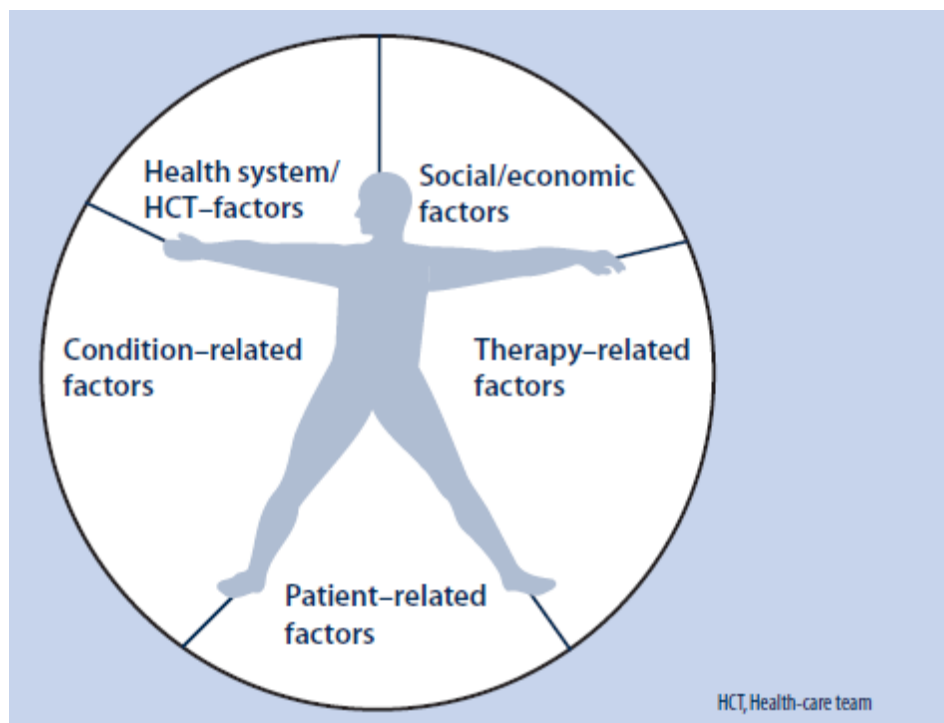 Health system/
HCT–factors
Social/economic
factors
Condition–related
factors
Therapy–related
factors
Patient–related
factors
HCT, Health-care team